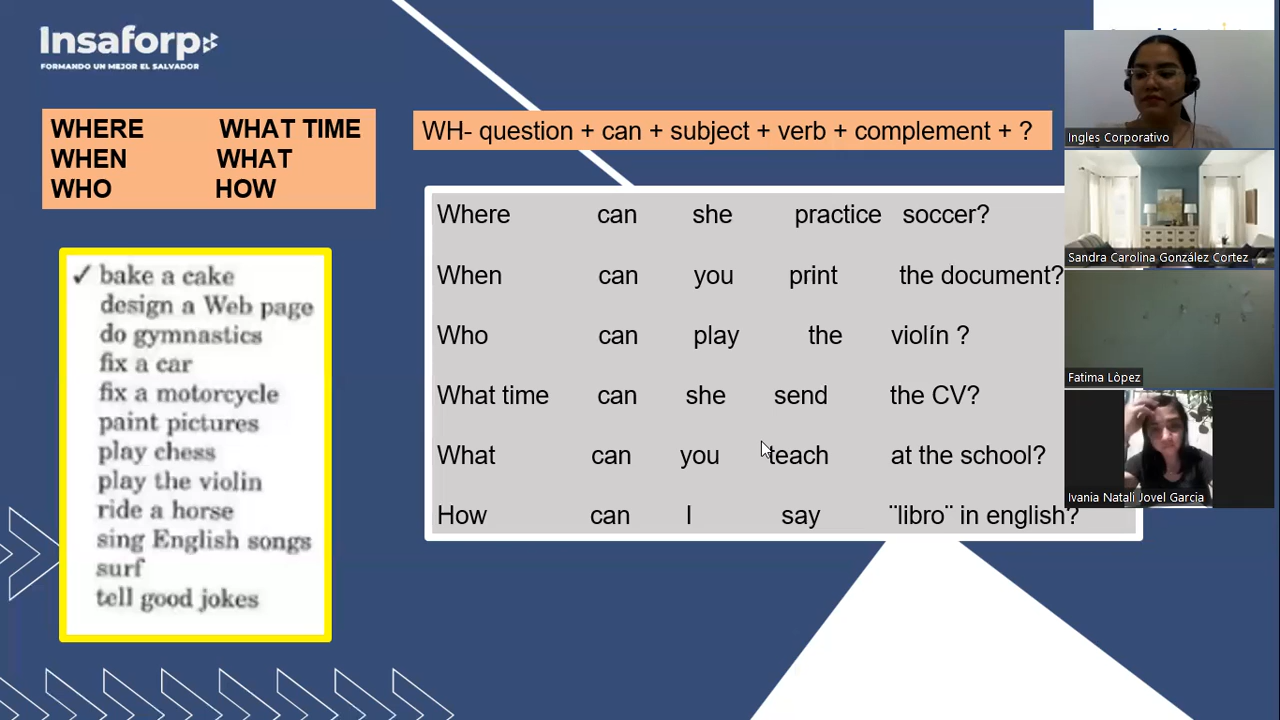 Insaforp
FORMANDO UN MEJOR EL SALVADOR
WHERE WHAT TIME
WHEN WHAT
WHO HOW
WH- question + can + subject + verb + complement + ?
✓ bake a cake
design a Web page
do gymnastics
fix a car
fix a motorcycle
paint pictures
play chess
play the violin
ride a horse
sing English songs
surf
tell good jokes
Where can she practice soccer?
When can you print the document?
Who can play the violín ?
What time can she send the CV?
What can you teach at the school?
How can I say ¨libro¨ in english?
Ingles Corporativo
Sandra Carolina González Cortez
Fatima Lòpez
Ivania Natali Jovel Garcia